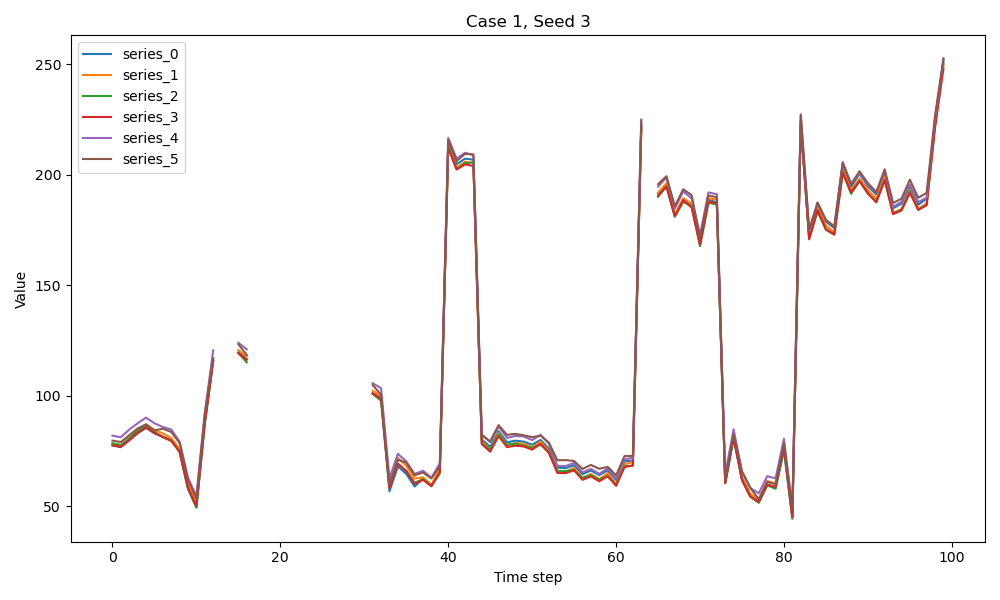 Case 1, Seed 3
series_0
series_1
series_2
series_3
series_4
series_5
Value
250
200
150
100
50
0 20 40 60 80 100
Time step